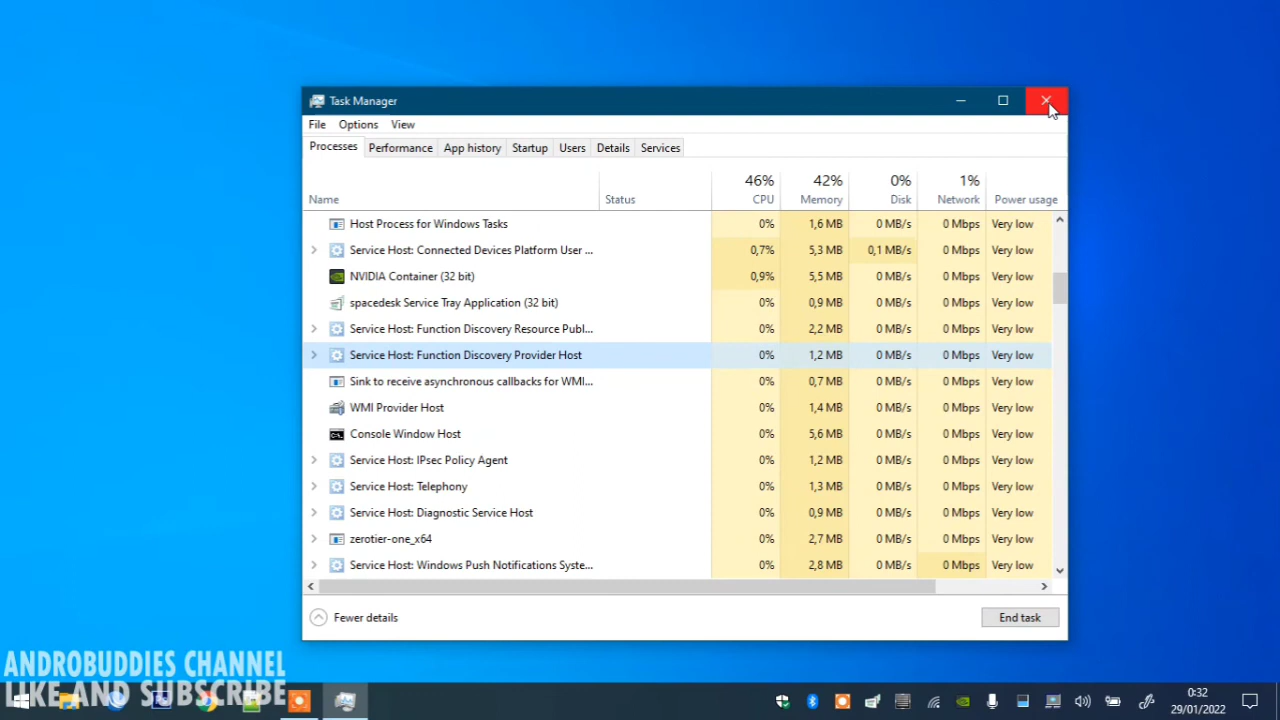 Task Manager
File Options View
Processes Performance App history Startup Users Details Services
46% 42% 0% 1%
Name Status CPU Memory Disk Network Power usage
Host Process for Windows Tasks 0% 1,6 MB 0 MB/s 0 Mbps Very low
Service Host: Connected Devices Platform User ... 0,7% 5,3 MB 0,1 MB/s 0 Mbps Very low
NVIDIA Container (32 bit) 0,9% 5,5 MB 0 MB/s 0 Mbps Very low
spacedesk Service Tray Application (32 bit) 0% 0,9 MB 0 MB/s 0 Mbps Very low
Service Host: Function Discovery Resource Publ... 0% 2,2 MB 0 MB/s 0 Mbps Very low
Service Host: Function Discovery Provider Host 0% 1,2 MB 0 MB/s 0 Mbps Very low
Sink to receive asynchronous callbacks for WMI... 0% 0,7 MB 0 MB/s 0 Mbps Very low
WMI Provider Host 0% 1,4 MB 0 MB/s 0 Mbps Very low
Console Window Host 0% 5,6 MB 0 MB/s 0 Mbps Very low
Service Host: IPsec Policy Agent 0% 1,2 MB 0 MB/s 0 Mbps Very low
Service Host: Telephony 0% 1,3 MB 0 MB/s 0 Mbps Very low
Service Host: Diagnostic Service Host 0% 0,9 MB 0 MB/s 0 Mbps Very low
zerotier-one_x64 0% 2,7 MB 0 MB/s 0 Mbps Very low
Service Host: Windows Push Notifications Syste... 0% 2,8 MB 0 MB/s 0 Mbps Very low
Fewer details End task
ANDROBUDDIES CHANNEL
LIKE AND SUBSCRIBE
0:32
29/01/2022